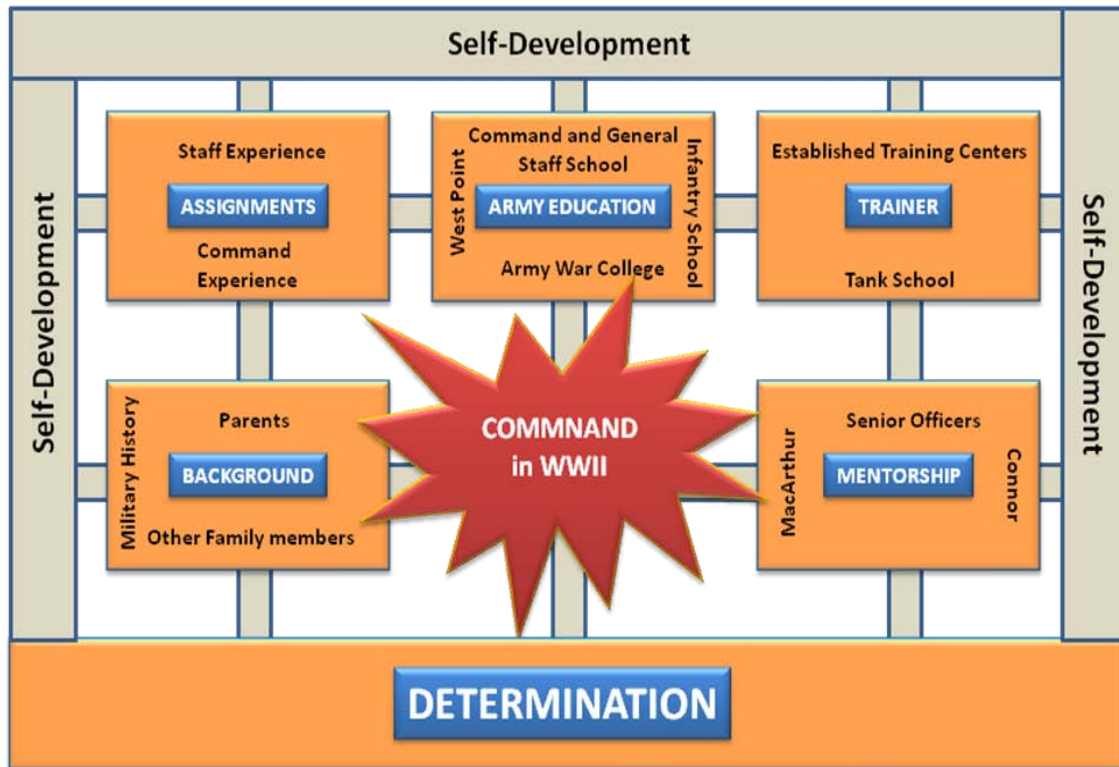 Self-Development
Self-Development
Self-Development
Staff Experience
ASSIGNMENTS
Command
Experience
West Point
Command and General
Staff School
ARMY EDUCATION
Army War College
Infantry School
Established Training Centers
TRAINER
Tank School
Military History
Parents
BACKGROUND
Other Family members
COMMNAND
in WWII
MacArthur
Senior Officers
MENTORSHIP
Connor
DETERMINATION